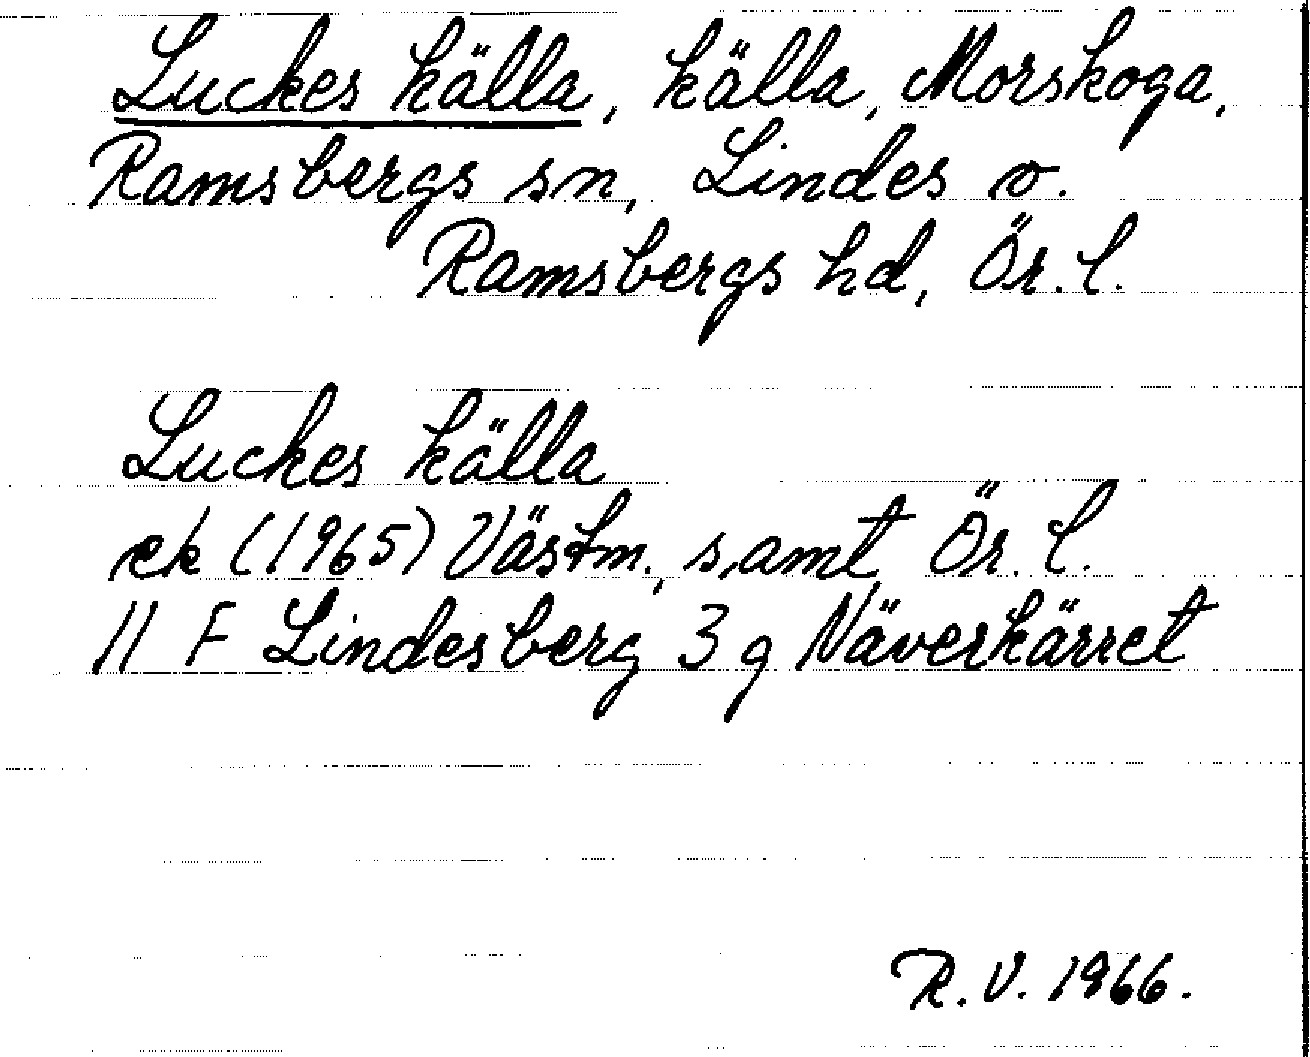 Luckes källa, källa, Morskoga,
Ramsbergs sn, Lindes o.
Ramsbergs hd, Ör. l.
Luckes källa
ek (1965) Västm., s,amt Ör. l.
11 F Lindesberg 3 g Näverkärret
R. V. 1966.